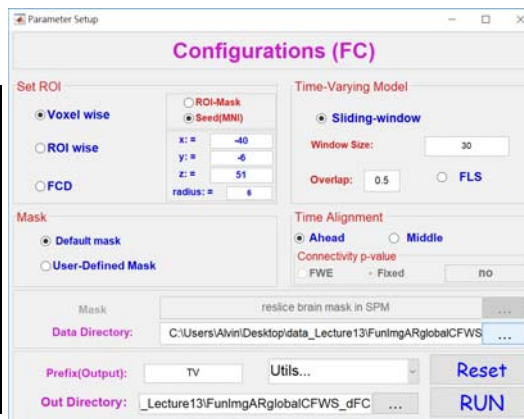 Parameter Setup
Configurations (FC)
Set ROI
Voxel wise
ROI wise
FCD
ROI-Mask
Seed(MNI)
x: = -40
y: = -6
z: = 51
radius: = 6
Time-Varying Model
Sliding-window
Window Size: 30
Overlap: 0.5
FLS
Mask
Default mask
User-Defined Mask
Time Alignment
Ahead
Middle
Connectivity p-value
FWE
Fixed
no
Mask reslice brain mask in SPM ...
Data Directory: C:\Users\Alvin\Desktop\data_Lecture13\FunImgARglobalCFWS ...
Prefix(Output): TV
Utils...
Reset
Out Directory: _Lecture13\FunImgARglobalCFWS_dFC ...
RUN